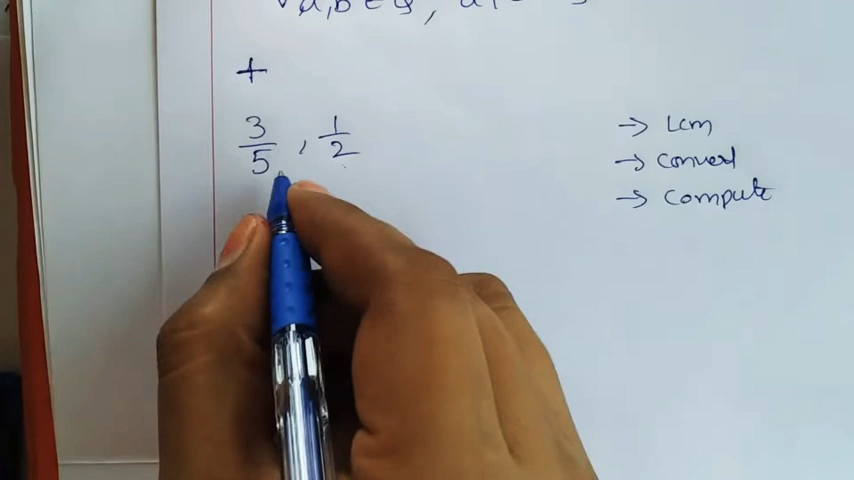 ∀ a, b ∈ Q,
+
3/5 , 1/2
→ Lcm
→ Convert
→ Compute